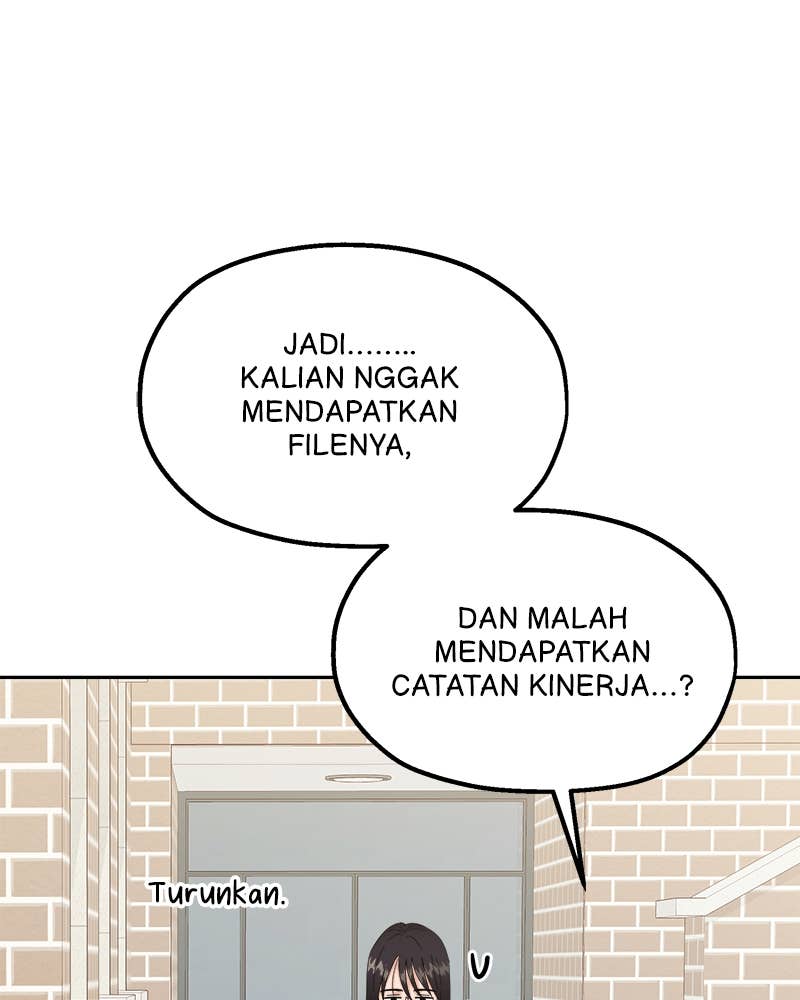 JADI........
KALIAN NGGAK
MENDAPATKAN
FILENYA,
DAN MALAH
MENDAPATKAN
CATATAN KINERJA...?
Turunkan.